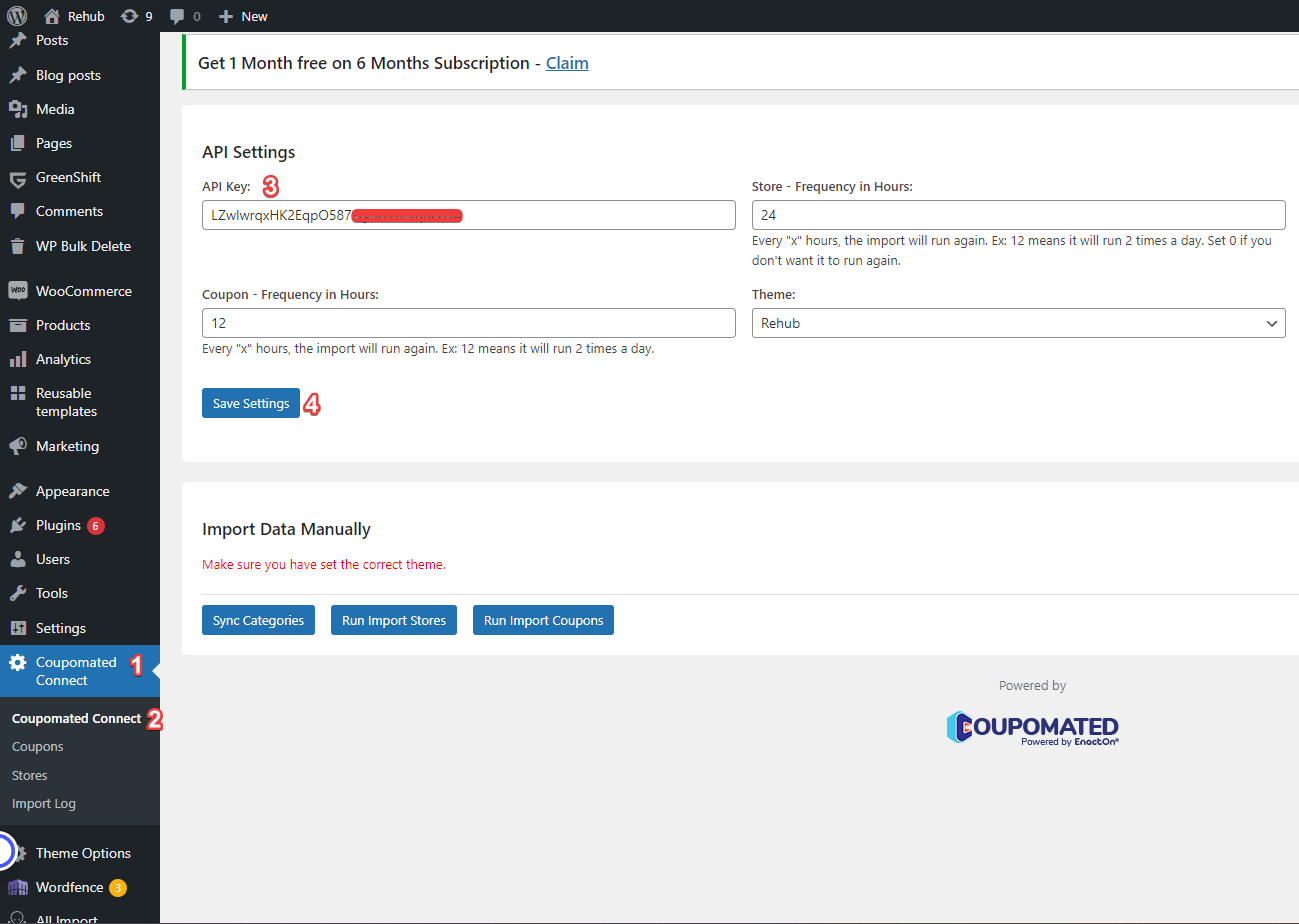 Rehub 9 0 New
Posts
Blog posts
Media
Pages
GreenShift
Comments
WP Bulk Delete
WOO WooCommerce
Products
Analytics
Reusable
templates
Marketing
Appearance
Plugins 6
Users
Tools
Settings
Coupomated
Connect 1
Coupomated Connect 2
Coupons
Stores
Import Log
Theme Options
Wordfence 3
All Import
Get 1 Month free on 6 Months Subscription - Claim
API Settings
API Key: 3
LZwlwrqxHK2EqpO587
Store - Frequency in Hours:
24
Every "x" hours, the import will run again. Ex: 12 means it will run 2 times a day. Set 0 if you
don't want it to run again.
Coupon - Frequency in Hours:
12
Every "x" hours, the import will run again. Ex: 12 means it will run 2 times a day.
Theme:
Rehub
Save Settings 4
Import Data Manually
Make sure you have set the correct theme.
Sync Categories Run Import Stores Run Import Coupons
Powered by
COUPOMATED
Powered by EnactOn®